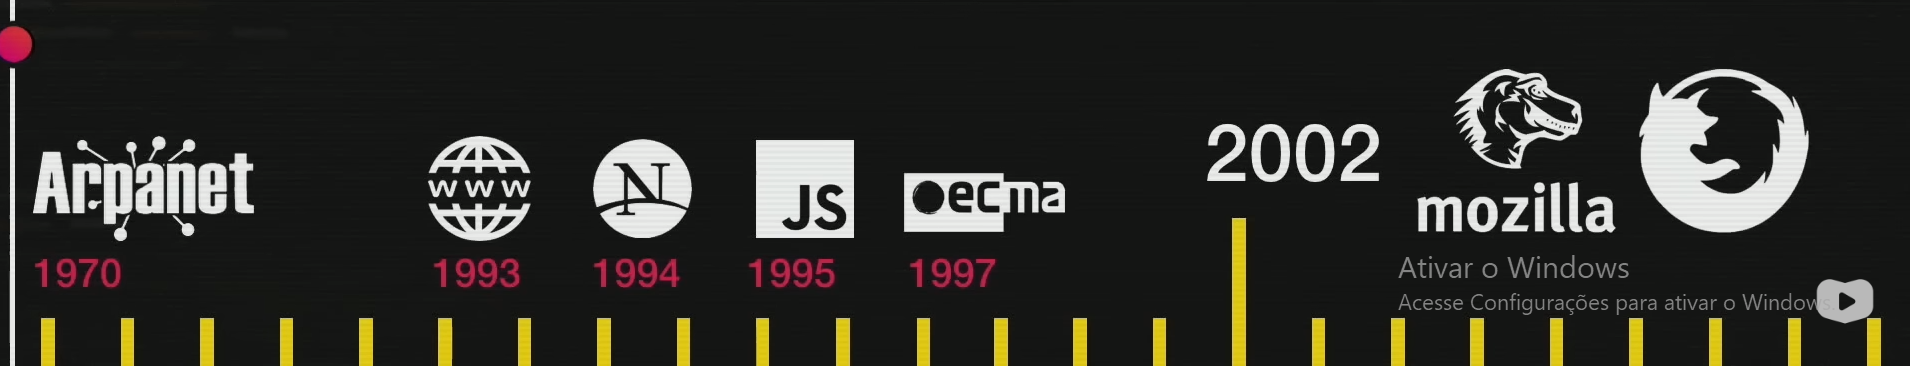 Arpanet
1970
www
1993
N
1994
JS
1995
ecma
1997
2002
mozilla
Ativar o Windows
Acesse Configurações para ativar o Windows.